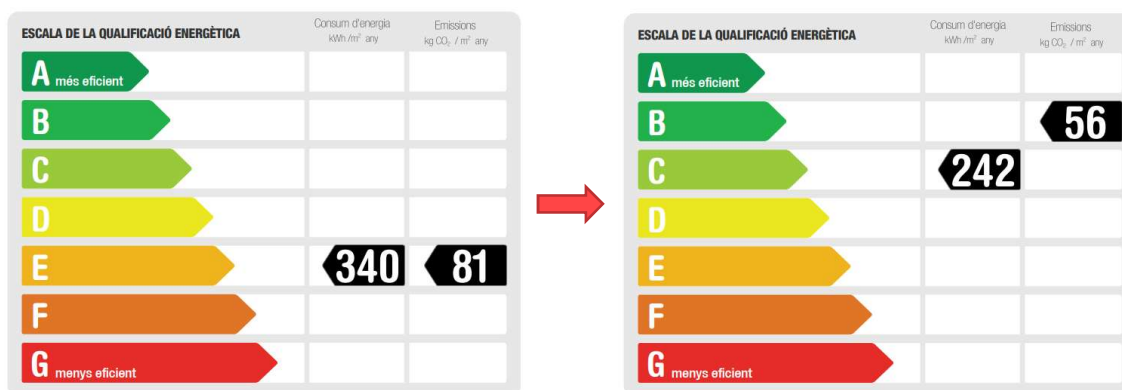 ESCALA DE LA QUALIFICACIÓ ENERGÈTICA
Consum d'energia
kWh /m² any
Emissions
kg CO₂ / m² any
A més eficient
B
C
D
E 340 81
F
G menys eficient
ESCALA DE LA QUALIFICACIÓ ENERGÈTICA
Consum d'energia
kWh /m² any
Emissions
kg CO₂ / m² any
A més eficient
B 56
C 242
D
E
F
G menys eficient